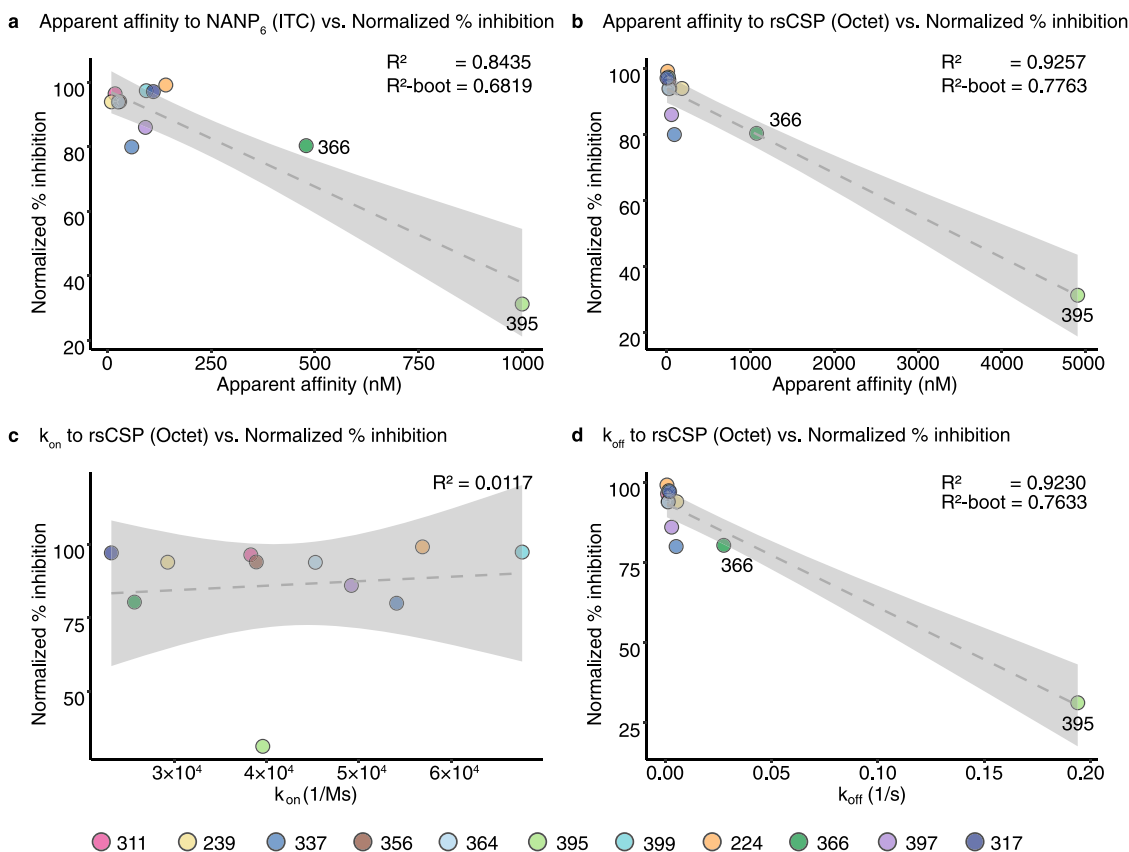 a Apparent affinity to NANP₆ (ITC) vs. Normalized % inhibition
R² = 0.8435
R²-boot = 0.6819
Normalized % inhibition
100
80
60
40
20
366
395
0 250 500 750 1000
Apparent affinity (nM)
b Apparent affinity to rsCSP (Octet) vs. Normalized % inhibition
R² = 0.9257
R²-boot = 0.7763
Normalized % inhibition
100
80
60
40
20
366
395
0 1000 2000 3000 4000 5000
Apparent affinity (nM)
c kₒₙ to rsCSP (Octet) vs. Normalized % inhibition
R² = 0.0117
Normalized % inhibition
100
75
50
3×10⁴ 4×10⁴ 5×10⁴ 6×10⁴
kₒₙ (1/Ms)
d k_off to rsCSP (Octet) vs. Normalized % inhibition
R² = 0.9230
R²-boot = 0.7633
Normalized % inhibition
100
75
50
25
366
395
0.00 0.05 0.10 0.15 0.20
k_off (1/s)
311 239 337 356 364 395 399 224 366 397 317